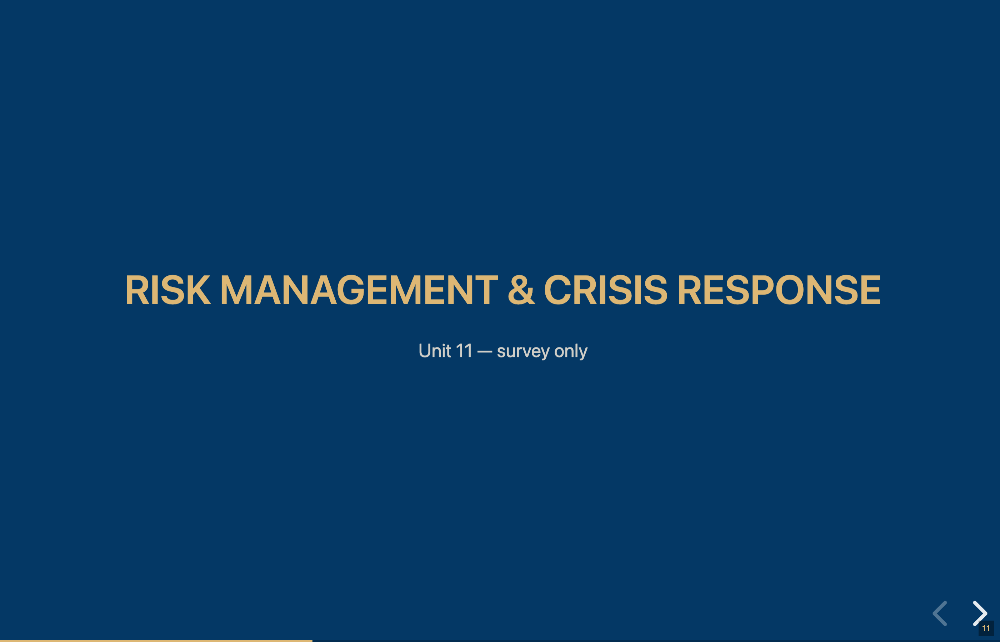 RISK MANAGEMENT & CRISIS RESPONSE
Unit 11 — survey only
11